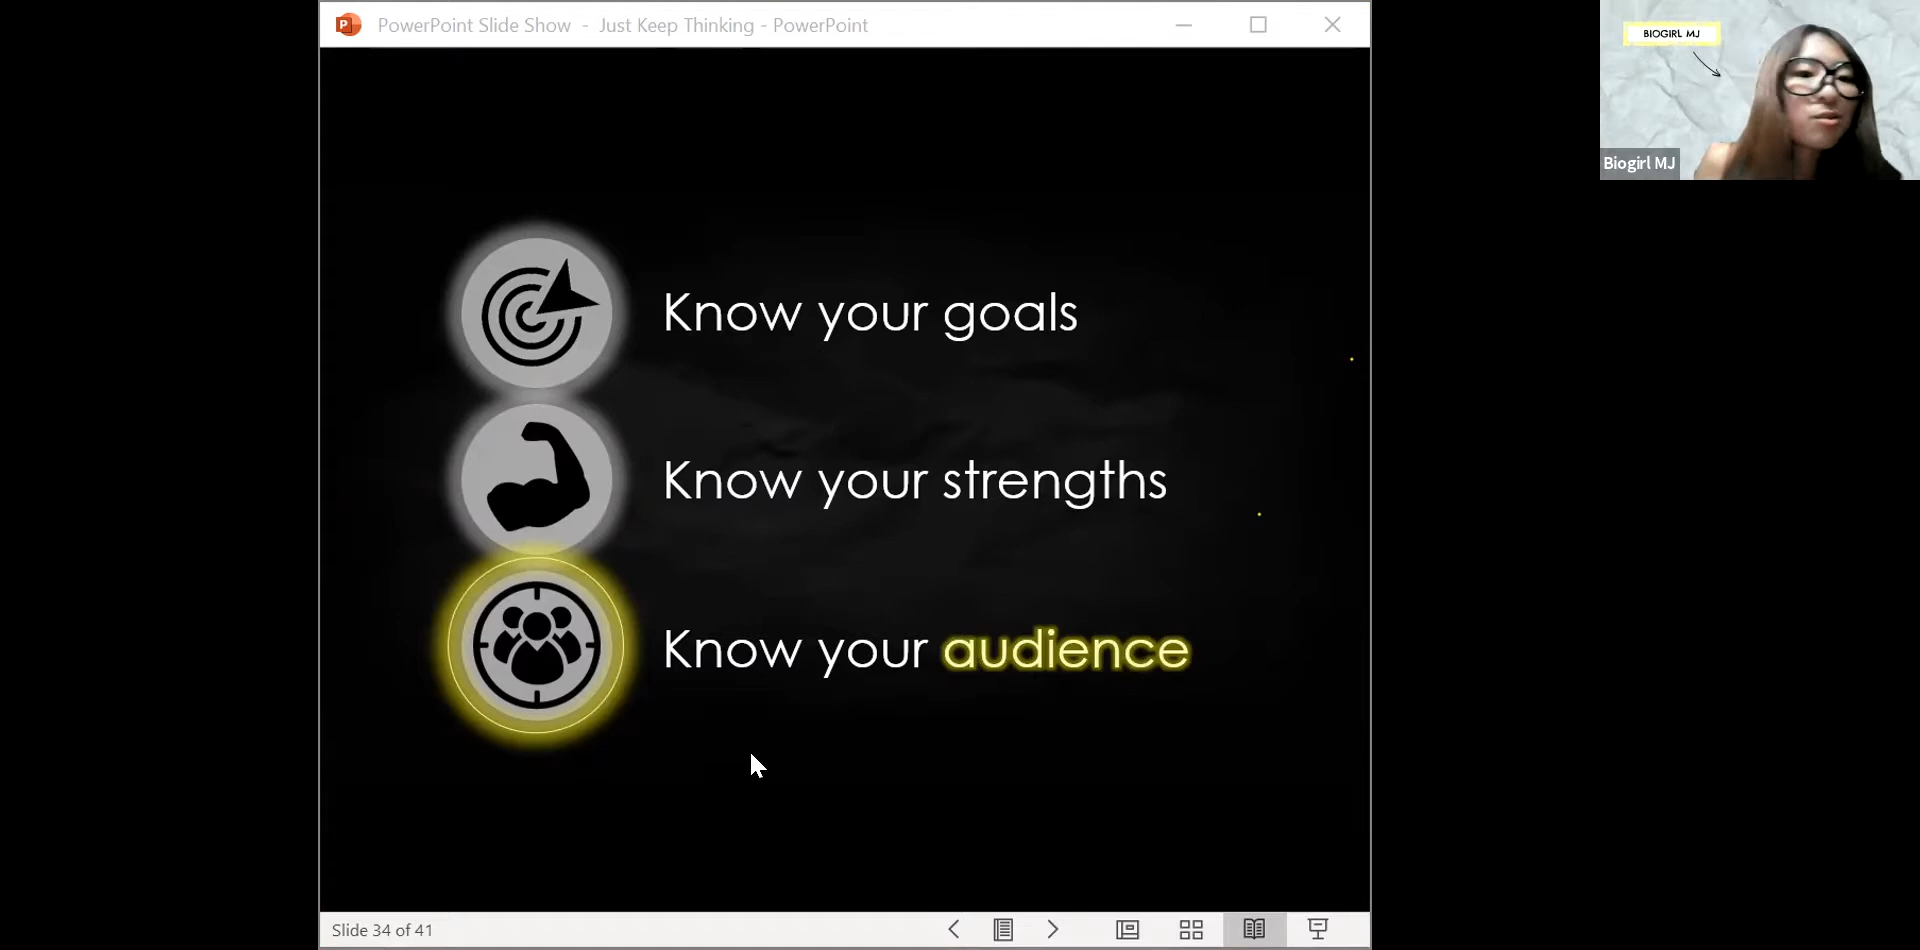 PowerPoint Slide Show - Just Keep Thinking - PowerPoint
BIOGIRL MJ
Biogirl MJ
Know your goals
Know your strengths
Know your audience
Slide 34 of 41